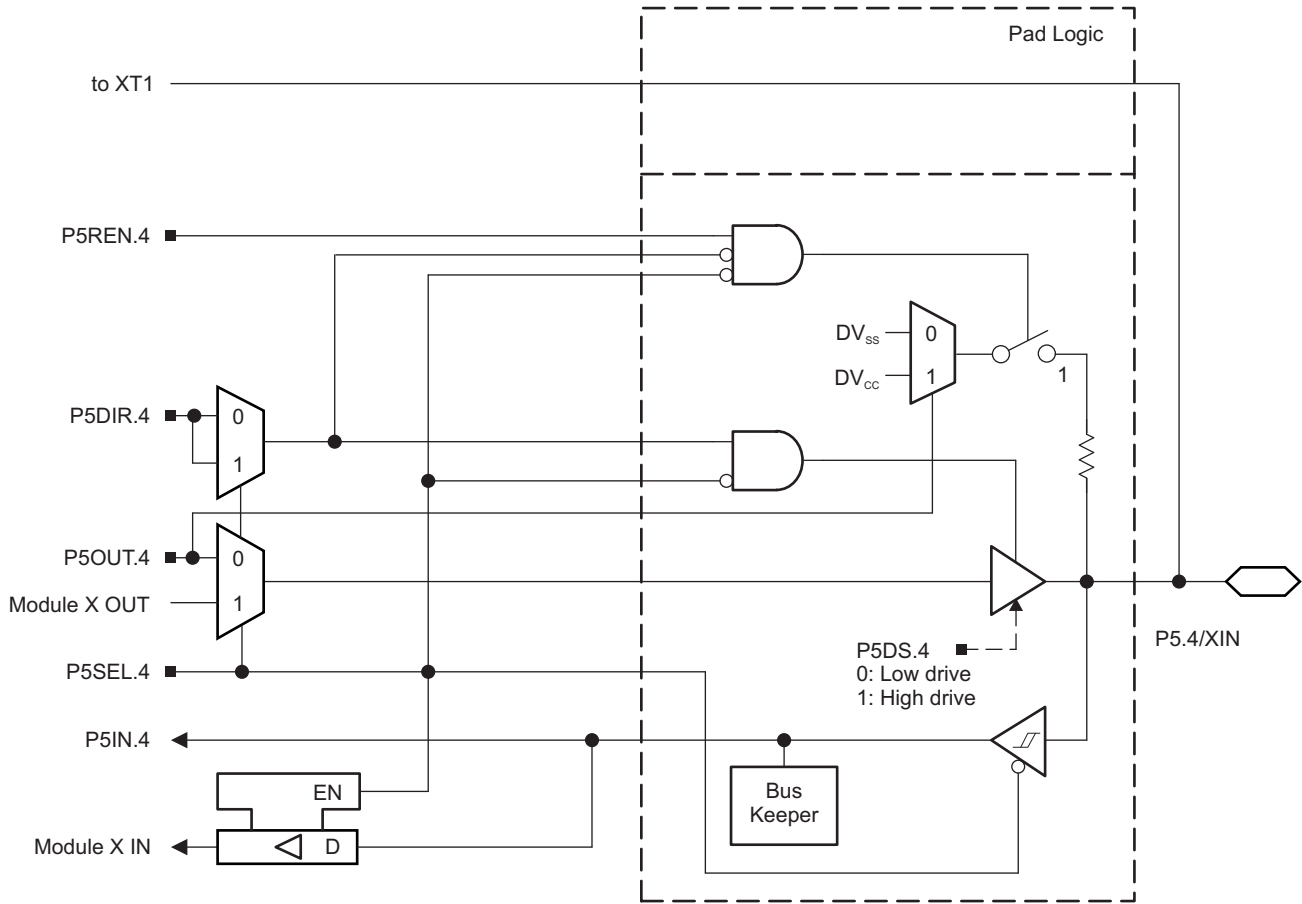 Pad Logic
to XT1
P5REN.4
DVSS
0
DVCC
1
1
P5DIR.4
0
1
P5OUT.4
0
Module X OUT
1
P5.4/XIN
P5DS.4
0: Low drive
1: High drive
P5SEL.4
P5IN.4
Bus
Keeper
EN
Module X IN
D